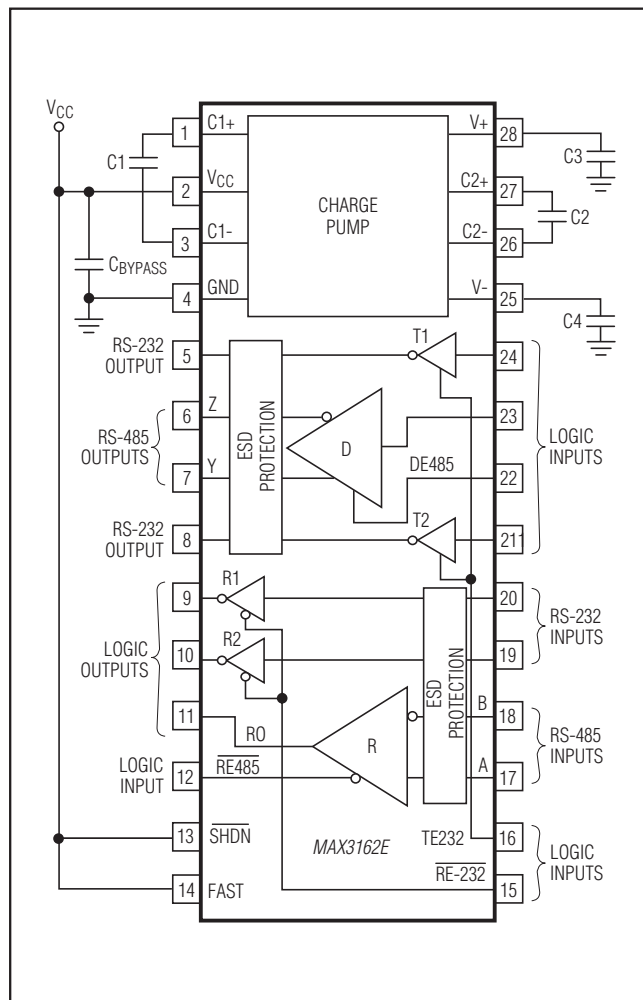 VCC
1
C1+
V+
28
C1
C3
2
VCC
CHARGE
PUMP
C2+
27
C2
3
C1-
C2-
26
CBYPASS
4
GND
V-
25
C4
RS-232
OUTPUT
5
T1
24
RS-485
OUTPUTS
6
Z
ESD
PROTECTION
D
23
LOGIC
INPUTS
7
Y
DE485
22
RS-232
OUTPUT
8
T2
211
LOGIC
OUTPUTS
9
R1
20
RS-232
INPUTS
10
R2
ESD
PROTECTION
19
11
RO
R
B
18
RS-485
INPUTS
LOGIC
INPUT
12
RE485
A
17
13
SHDN
MAX3162E
TE232
16
LOGIC
INPUTS
14
FAST
RE-232
15